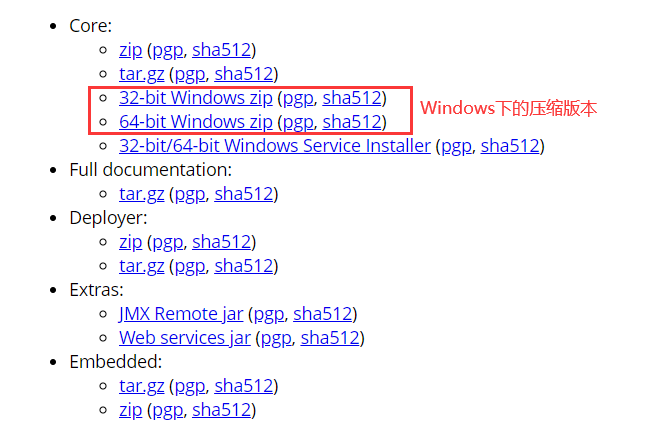 Core:
zip (pgp, sha512)
tar.gz (pgp, sha512)
32-bit Windows zip (pgp, sha512)
64-bit Windows zip (pgp, sha512)
Windows下的压缩版本
32-bit/64-bit Windows Service Installer (pgp, sha512)
Full documentation:
tar.gz (pgp, sha512)
Deployer:
zip (pgp, sha512)
tar.gz (pgp, sha512)
Extras:
JMX Remote jar (pgp, sha512)
Web services jar (pgp, sha512)
Embedded:
tar.gz (pgp, sha512)
zip (pgp, sha512)